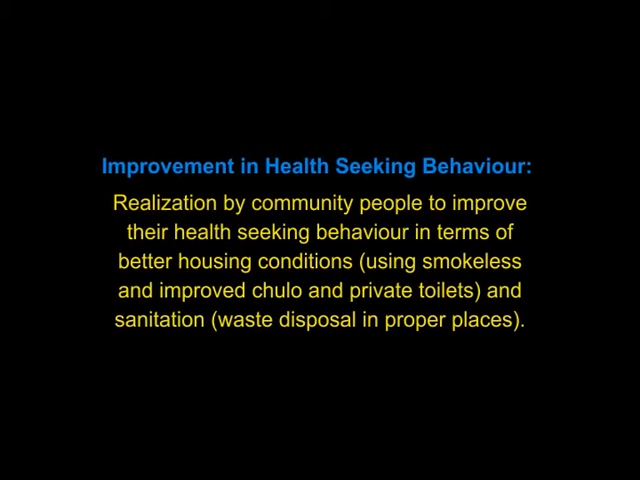 Improvement in Health Seeking Behaviour:
Realization by community people to improve
their health seeking behaviour in terms of
better housing conditions (using smokeless
and improved chulo and private toilets) and
sanitation (waste disposal in proper places).